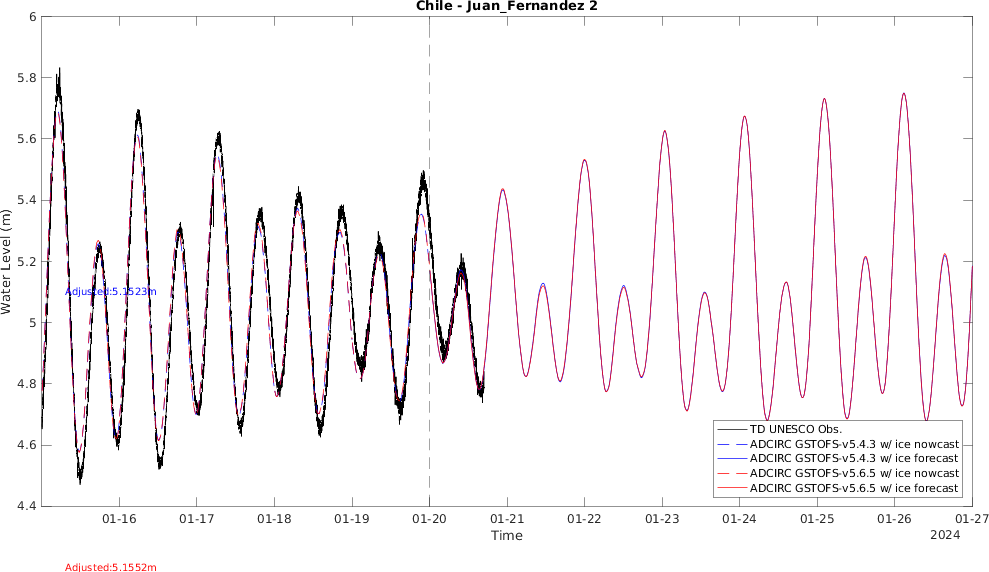 Chile - Juan_Fernandez 2
Water Level (m)
6
5.8
5.6
5.4
5.2
5
4.8
4.6
4.4
Adjusted:5.1523m
TD UNESCO Obs.
ADCIRC GSTOFS-v5.4.3 w/ ice nowcast
ADCIRC GSTOFS-v5.4.3 w/ ice forecast
ADCIRC GSTOFS-v5.6.5 w/ ice nowcast
ADCIRC GSTOFS-v5.6.5 w/ ice forecast
01-16 01-17 01-18 01-19 01-20 01-21 01-22 01-23 01-24 01-25 01-26 01-27
Time
2024
Adjusted:5.1552m